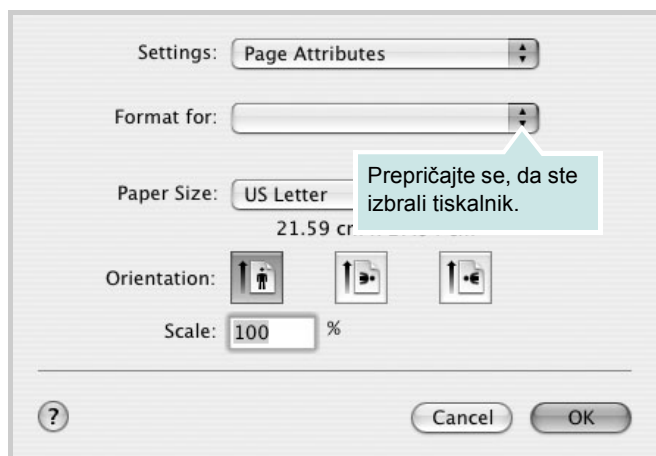 Settings: Page Attributes
Format for:
Prepričajte se, da ste
izbrali tiskalnik.
Paper Size: US Letter
21.59 cm
Orientation:
Scale: 100 %
? Cancel OK